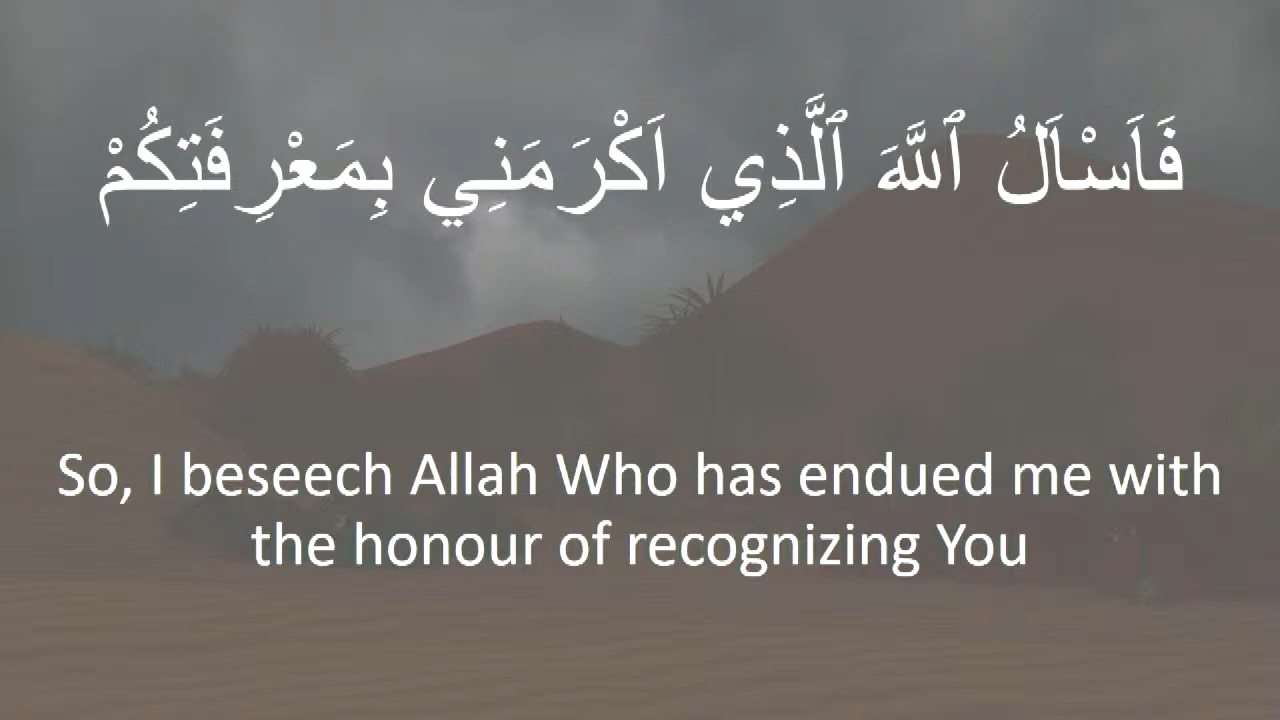 فَاَسْاَلُ ٱللَّهَ ٱلَّذِي اَكْرَمَنِي بِمَعْرِفَتِكُمْ
So, I beseech Allah Who has endued me with
the honour of recognizing You